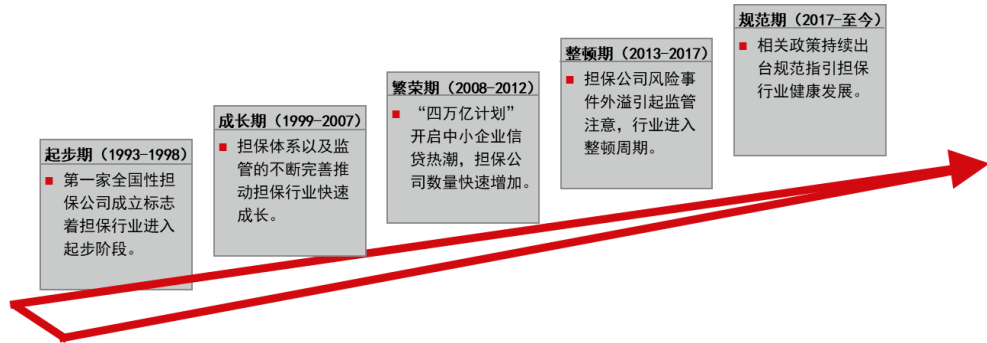 起步期（1993-1998）
■ 第一家全国性担
保公司成立标志
着担保行业进入
起步阶段。
成长期（1999-2007）
■ 担保体系以及监
管的不断完善推
动担保行业快速
成长。
繁荣期（2008-2012）
■ “四万亿计划”
开启中小企业信
贷热潮，担保公
司数量快速增加。
整顿期（2013-2017）
■ 担保公司风险事
件外溢引起监管
注意，行业进入
整顿周期。
规范期（2017-至今）
■ 相关政策持续出
台规范指引担保
行业健康发展。